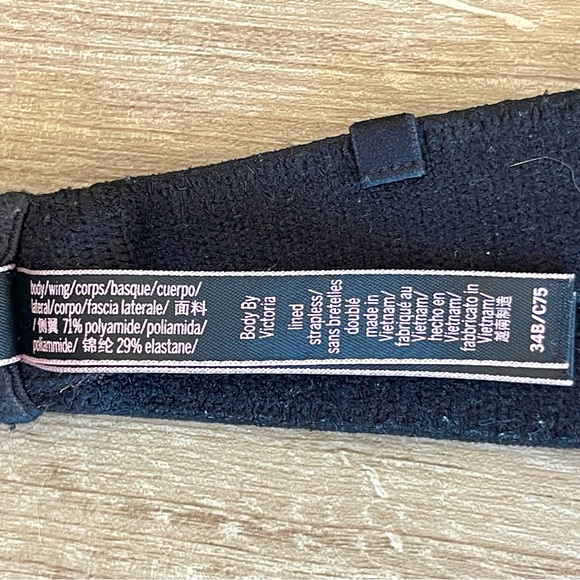 body/wing/corps/basque/cuerpo/
lateral/corpo/fascia laterale/ 面料
/侧翼 71% polyamide/poliamida/
poliammide/ 锦纶 29% elastane/
Body By
Victoria
lined
strapless/
sans bretelles
doublé
made in
Vietnam/
fabriqué au
Vietnam/
hecho en
Vietnam/
fabbricato in
Vietnam/
越南制造
34B/C75